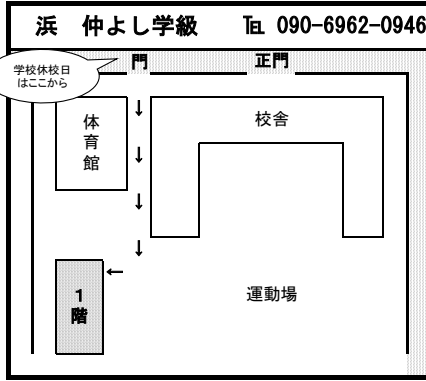 浜 仲よし学級 ℡ 090-6962-0946
門
正門
学校休校日
はここから
体
育
館
校舎
↓
↓
↓
↓
←
1
階
運動場